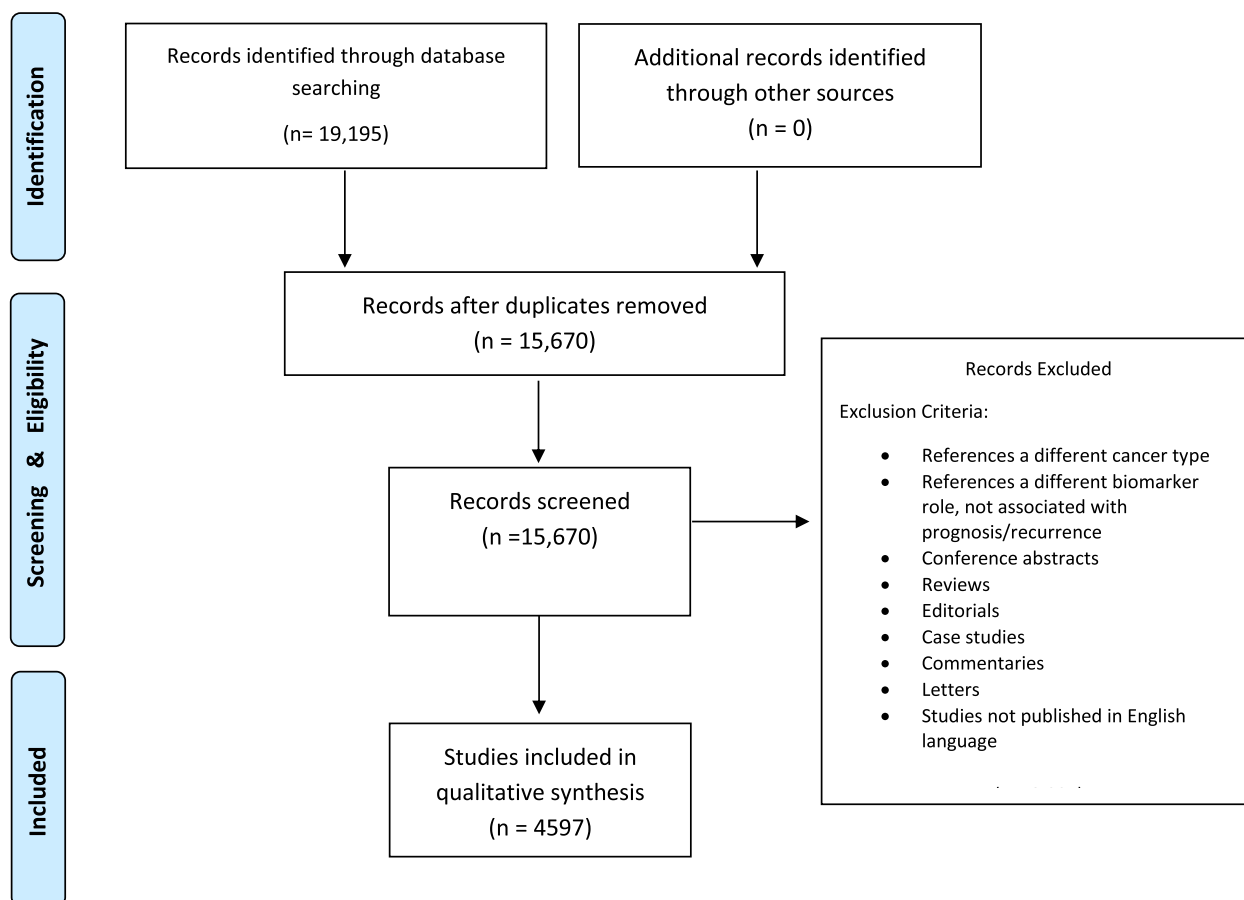 Identification
Records identified through database
searching
(n= 19,195)
Additional records identified
through other sources
(n = 0)
Screening & Eligibility
Records after duplicates removed
(n = 15,670)
Records screened
(n =15,670)
Records Excluded
Exclusion Criteria:
• References a different cancer type
• References a different biomarker
role, not associated with
prognosis/recurrence
• Conference abstracts
• Reviews
• Editorials
• Case studies
• Commentaries
• Letters
• Studies not published in English
language
Included
Studies included in
qualitative synthesis
(n = 4597)